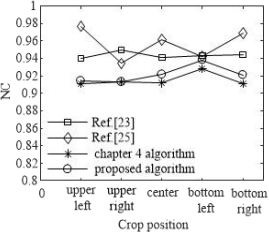 1
0.98
0.96
0.94
0.92
0.9
0.88
0.86
0.84
0.82
0.8
0
NC
Ref.[23]
Ref.[25]
chapter 4 algorithm
proposed algorithm
upper left
upper right
center
bottom left
bottom right
Crop position